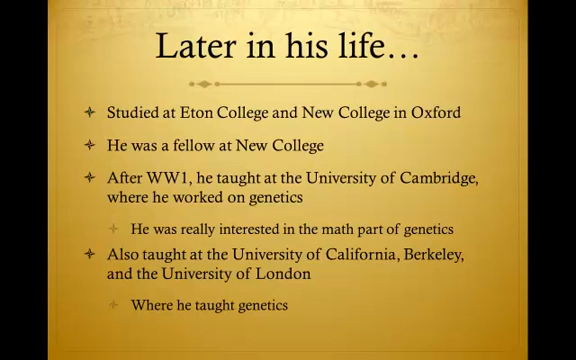 Later in his life…
Studied at Eton College and New College in Oxford
He was a fellow at New College
After WW1, he taught at the University of Cambridge,
where he worked on genetics
He was really interested in the math part of genetics
Also taught at the University of California, Berkeley,
and the University of London
Where he taught genetics